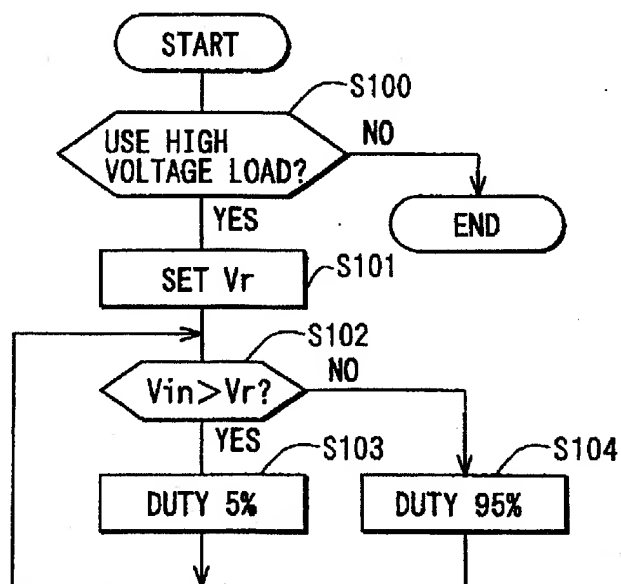 START
S100
USE HIGH
VOLTAGE LOAD?
NO
YES
END
SET Vr
S101
S102
Vin>Vr?
NO
YES
S103
S104
DUTY 5%
DUTY 95%